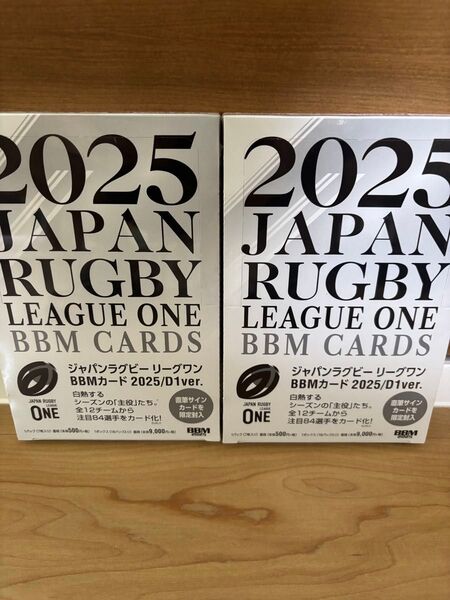 2025
JAPAN
RUGBY
LEAGUE ONE
BBM CARDS
ジャパンラグビー リーグワン
BBMカード 2025/D1ver.
JAPAN RUGBY
LEAGUE
ONE
白熱する
シーズンの「主役」たち。
全12チームから
注目84選手をカード化!
直筆サイン
カードを
限定封入
BBM
2025
JAPAN
RUGBY
LEAGUE ONE
BBM CARDS
ジャパンラグビー リーグワン
BBMカード 2025/D1ver.
JAPAN RUGBY
LEAGUE
ONE
白熱する
シーズンの「主役」たち。
全12チームから
注目84選手をカード化!
直筆サイン
カードを
限定封入
BBM